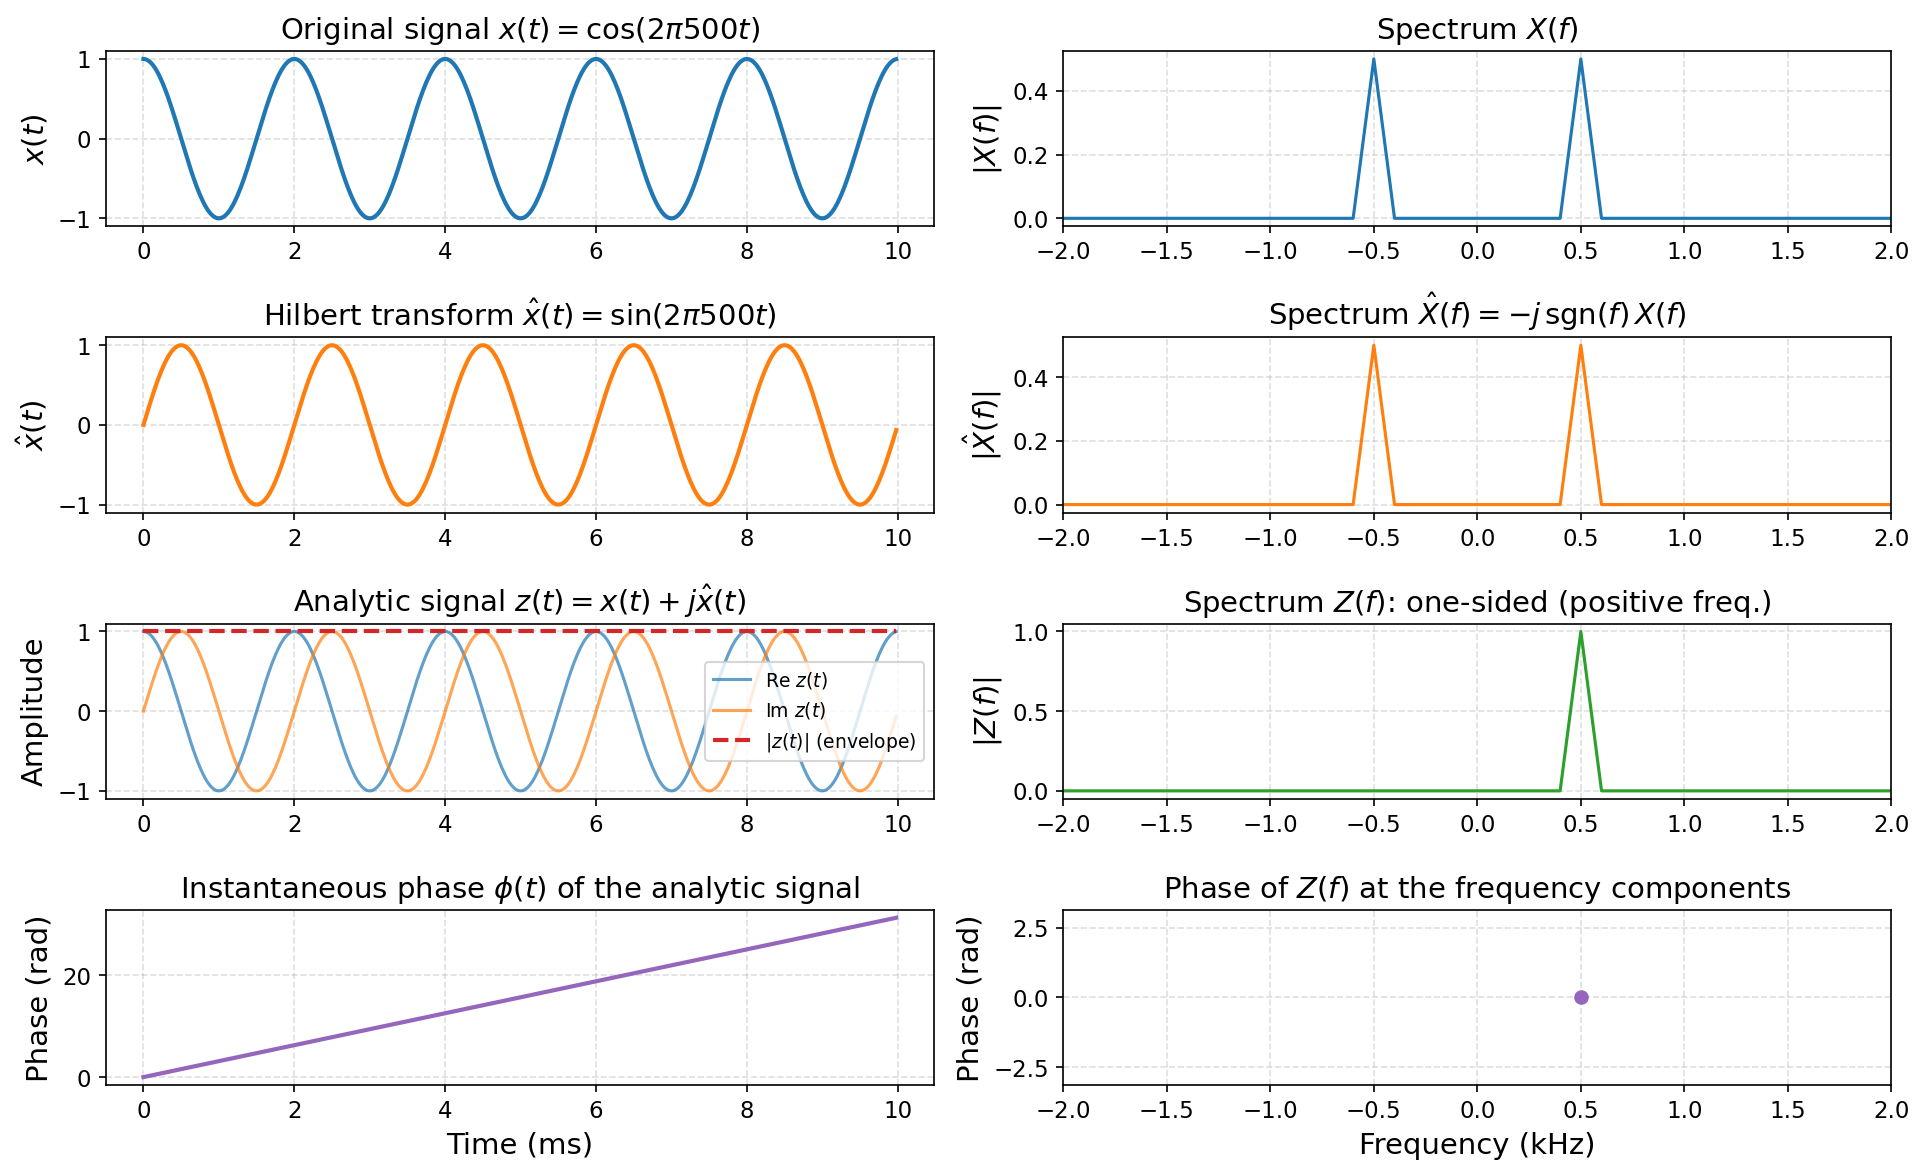 Original signal x(t) = cos(2π500t)
x(t)
1
0
−1
0 2 4 6 8 10
Spectrum X(f)
|X(f)|
0.4
0.2
0.0
−2.0 −1.5 −1.0 −0.5 0.0 0.5 1.0 1.5 2.0
Hilbert transform x̂(t) = sin(2π500t)
x̂(t)
1
0
−1
0 2 4 6 8 10
Spectrum X̂(f) = −j sgn(f) X(f)
|X̂(f)|
0.4
0.2
0.0
−2.0 −1.5 −1.0 −0.5 0.0 0.5 1.0 1.5 2.0
Analytic signal z(t) = x(t) + jx̂(t)
Amplitude
1
0
−1
Re z(t)
Im z(t)
|z(t)| (envelope)
0 2 4 6 8 10
Spectrum Z(f): one-sided (positive freq.)
|Z(f)|
1.0
0.5
0.0
−2.0 −1.5 −1.0 −0.5 0.0 0.5 1.0 1.5 2.0
Instantaneous phase ϕ(t) of the analytic signal
Phase (rad)
20
0
0 2 4 6 8 10
Time (ms)
Phase of Z(f) at the frequency components
Phase (rad)
2.5
0.0
−2.5
−2.0 −1.5 −1.0 −0.5 0.0 0.5 1.0 1.5 2.0
Frequency (kHz)